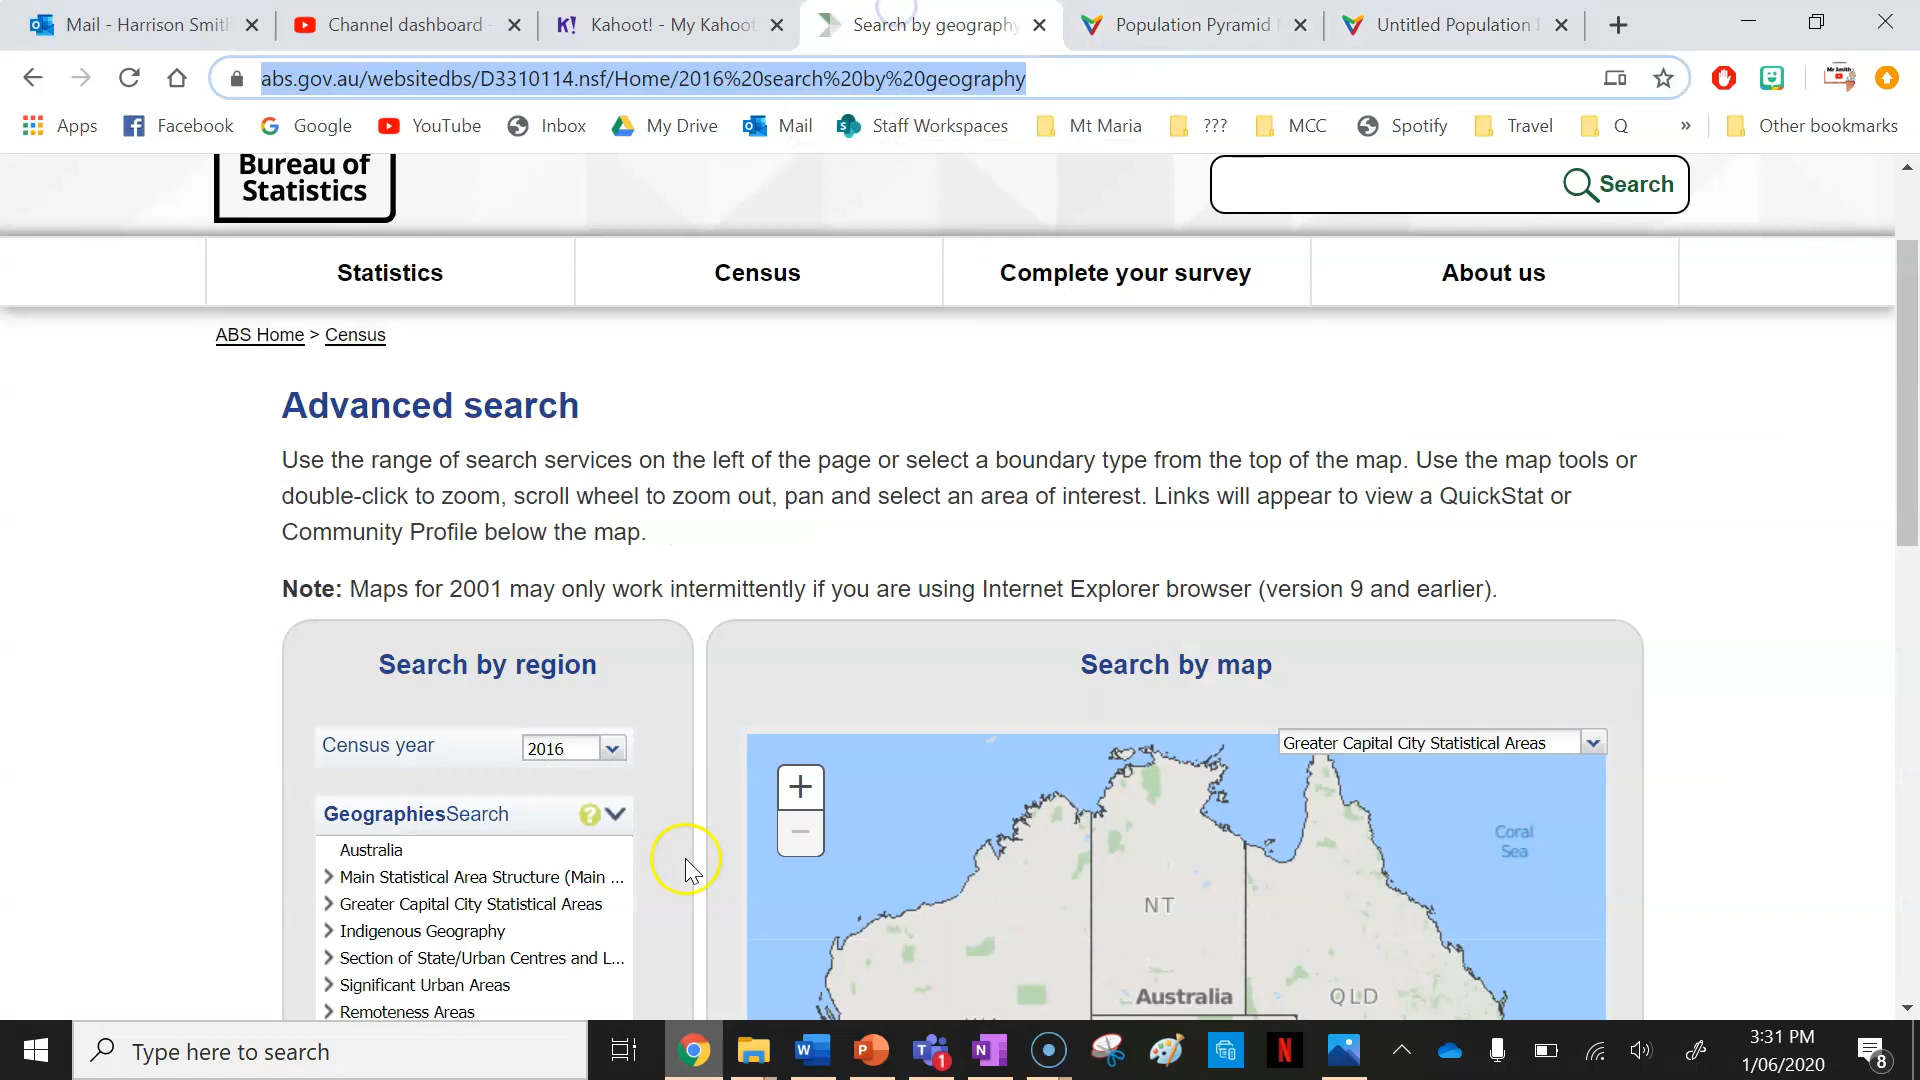 Mail - Harrison Smith
Channel dashboard
Kahoot! - My Kahoot
Search by geography
Population Pyramid
Untitled Population
abs.gov.au/websitedbs/D3310114.nsf/Home/2016%20search%20by%20geography
Apps
Facebook
Google
YouTube
Inbox
My Drive
Mail
Staff Workspaces
Mt Maria
???
MCC
Spotify
Travel
Q
»
Other bookmarks
Bureau of
Statistics
Search
Statistics
Census
Complete your survey
About us
ABS Home > Census
Advanced search
Use the range of search services on the left of the page or select a boundary type from the top of the map. Use the map tools or
double-click to zoom, scroll wheel to zoom out, pan and select an area of interest. Links will appear to view a QuickStat or
Community Profile below the map.
Note: Maps for 2001 may only work intermittently if you are using Internet Explorer browser (version 9 and earlier).
Search by region
Search by map
Census year
2016
Greater Capital City Statistical Areas
GeographiesSearch
?
Australia
Main Statistical Area Structure (Main ...
Greater Capital City Statistical Areas
Indigenous Geography
Section of State/Urban Centres and L...
Significant Urban Areas
Remoteness Areas
+
−
Coral
Sea
NT
Australia
QLD
Type here to search
1
3:31 PM
1/06/2020
8